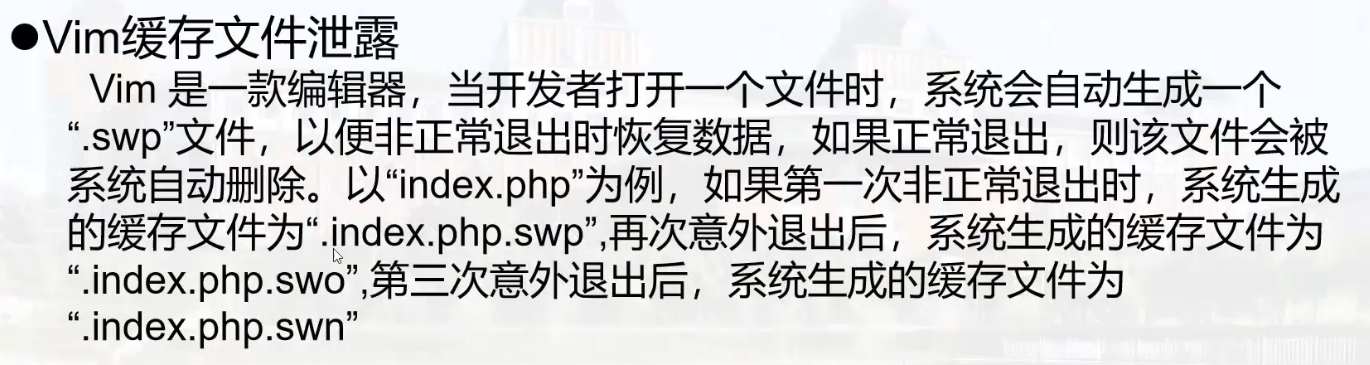 ●Vim缓存文件泄露
Vim 是一款编辑器，当开发者打开一个文件时，系统会自动生成一个
“.swp”文件，以便非正常退出时恢复数据，如果正常退出，则该文件会被
系统自动删除。以“index.php”为例，如果第一次非正常退出时，系统生成
的缓存文件为“.index.php.swp”,再次意外退出后，系统生成的缓存文件为
“.index.php.swo”,第三次意外退出后，系统生成的缓存文件为
“.index.php.swn”